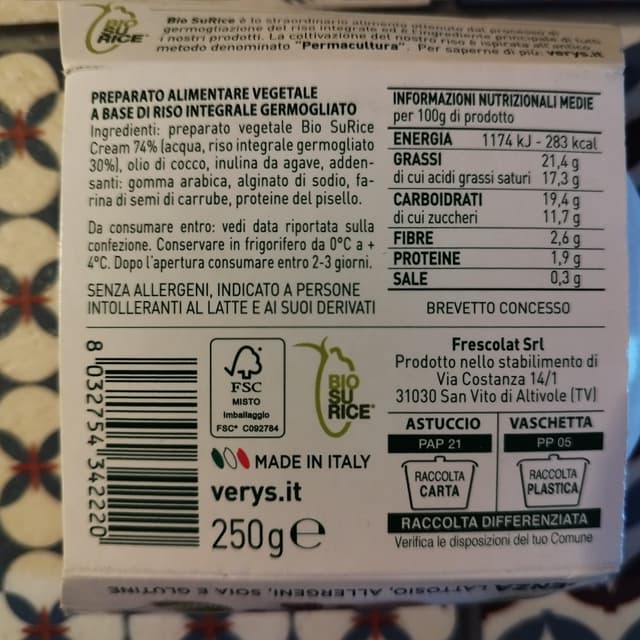 BIO
SU
RICE
Bio SuRice è lo straordinario alimento ottenuto dal processo di
germogliazione del riso integrale ed è l'ingrediente principale di tutti
i nostri prodotti. La coltivazione del nostro riso è ispirata all'antico
metodo denominato "Permacultura". Per saperne di più: verys.it
PREPARATO ALIMENTARE VEGETALE
A BASE DI RISO INTEGRALE GERMOGLIATO
Ingredienti: preparato vegetale Bio SuRice
Cream 74% (acqua, riso integrale germogliato
30%), olio di cocco, inulina da agave, adden-
santi: gomma arabica, alginato di sodio, fa-
rina di semi di carrube, proteine del pisello.
Da consumare entro: vedi data riportata sulla
confezione. Conservare in frigorifero da 0°C a +
4°C. Dopo l'apertura consumare entro 2-3 giorni.
SENZA ALLERGENI, INDICATO A PERSONE
INTOLLERANTI AL LATTE E AI SUOI DERIVATI
INFORMAZIONI NUTRIZIONALI MEDIE
per 100g di prodotto
ENERGIA 1174 kJ - 283 kcal
GRASSI 21,4 g
di cui acidi grassi saturi 17,3 g
CARBOIDRATI 19,4 g
di cui zuccheri 11,7 g
FIBRE 2,6 g
PROTEINE 1,9 g
SALE 0,3 g
BREVETTO CONCESSO
8 032754 342220
FSC
MISTO
Imballaggio
FSC® C092784
BIO
SU
RICE®
MADE IN ITALY
verys.it
250g e
Frescolat Srl
Prodotto nello stabilimento di
Via Costanza 14/1
31030 San Vito di Altivole (TV)
ASTUCCIO VASCHETTA
PAP 21 PP 05
RACCOLTA
CARTA
RACCOLTA
PLASTICA
RACCOLTA DIFFERENZIATA
Verifica le disposizioni del tuo Comune
SENZA LATTOSIO, ALLERGENI, SOIA E GLUTINE